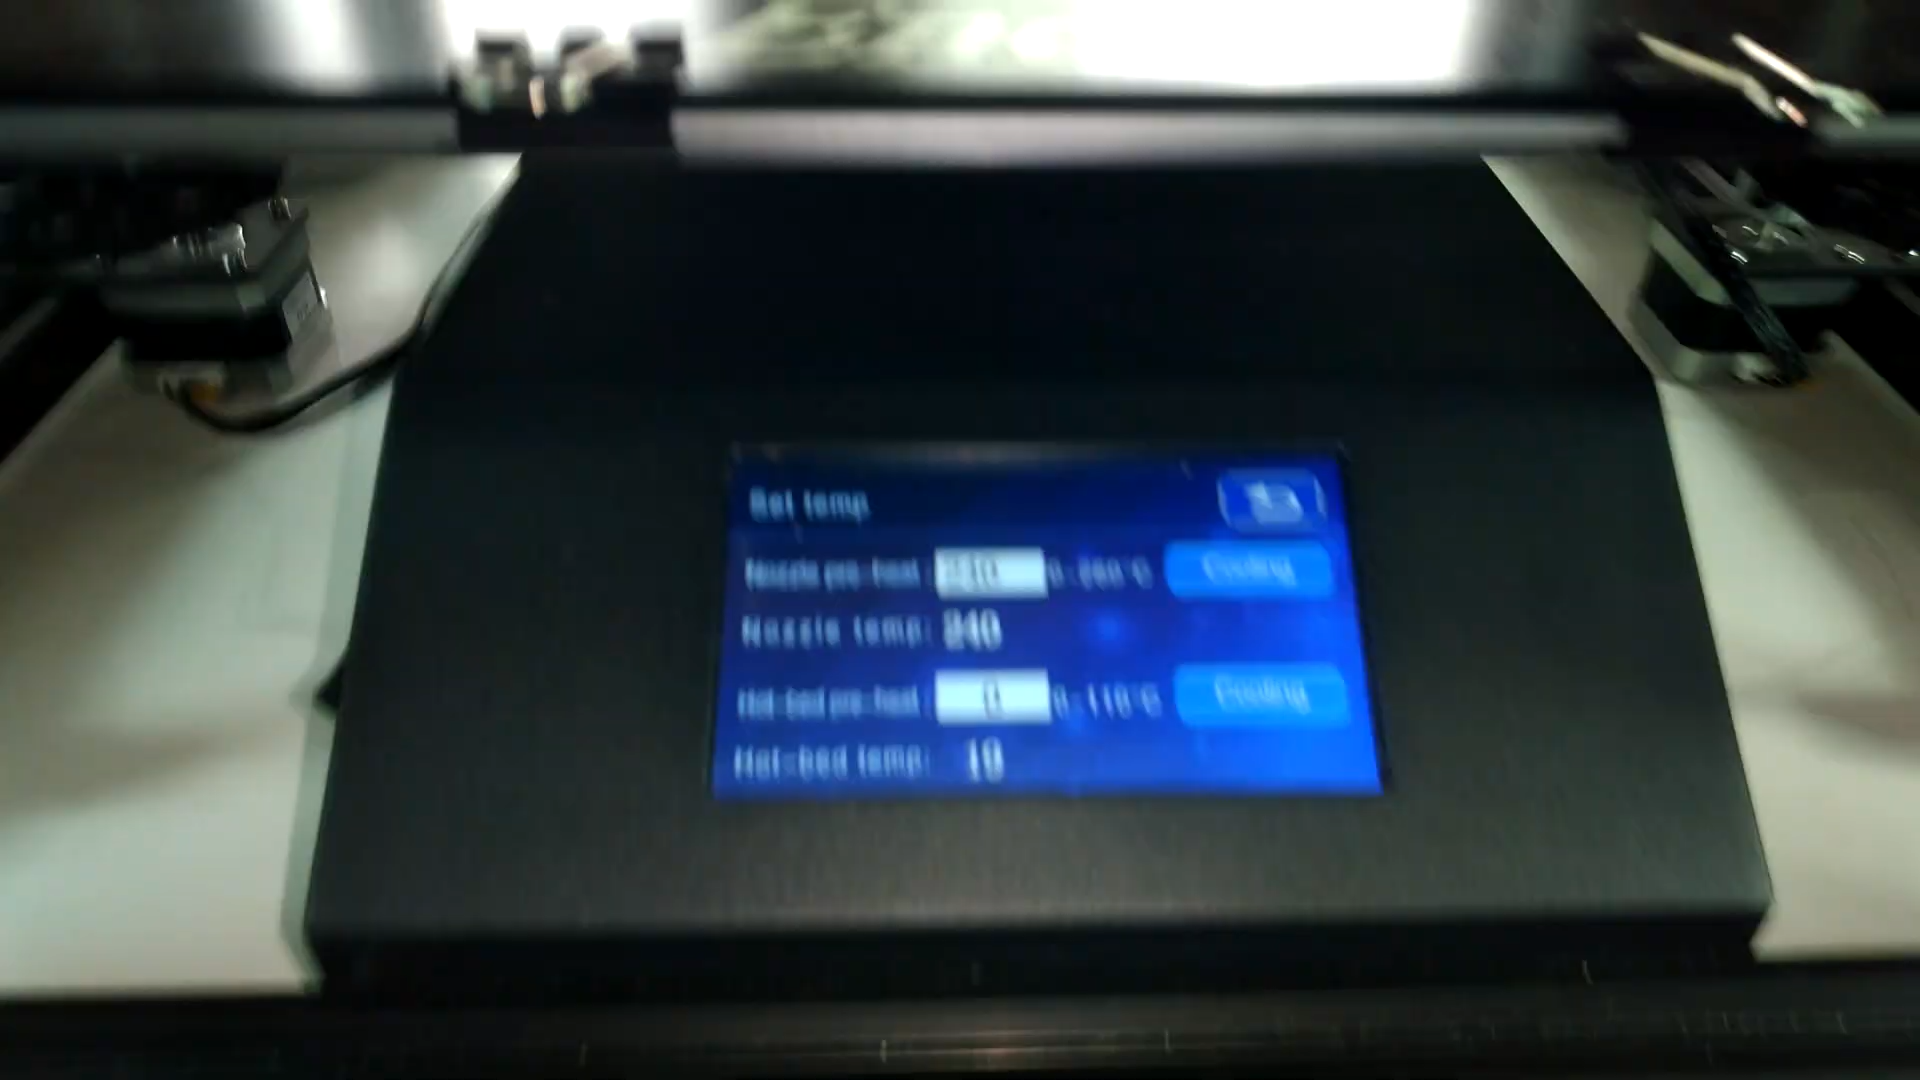 Set temp
Nozzle pre-heat: 240 0-260°C Cooling
Nozzle temp: 240
Hot-bed pre-heat: 0 0-110°C Cooling
Hot-bed temp: 19